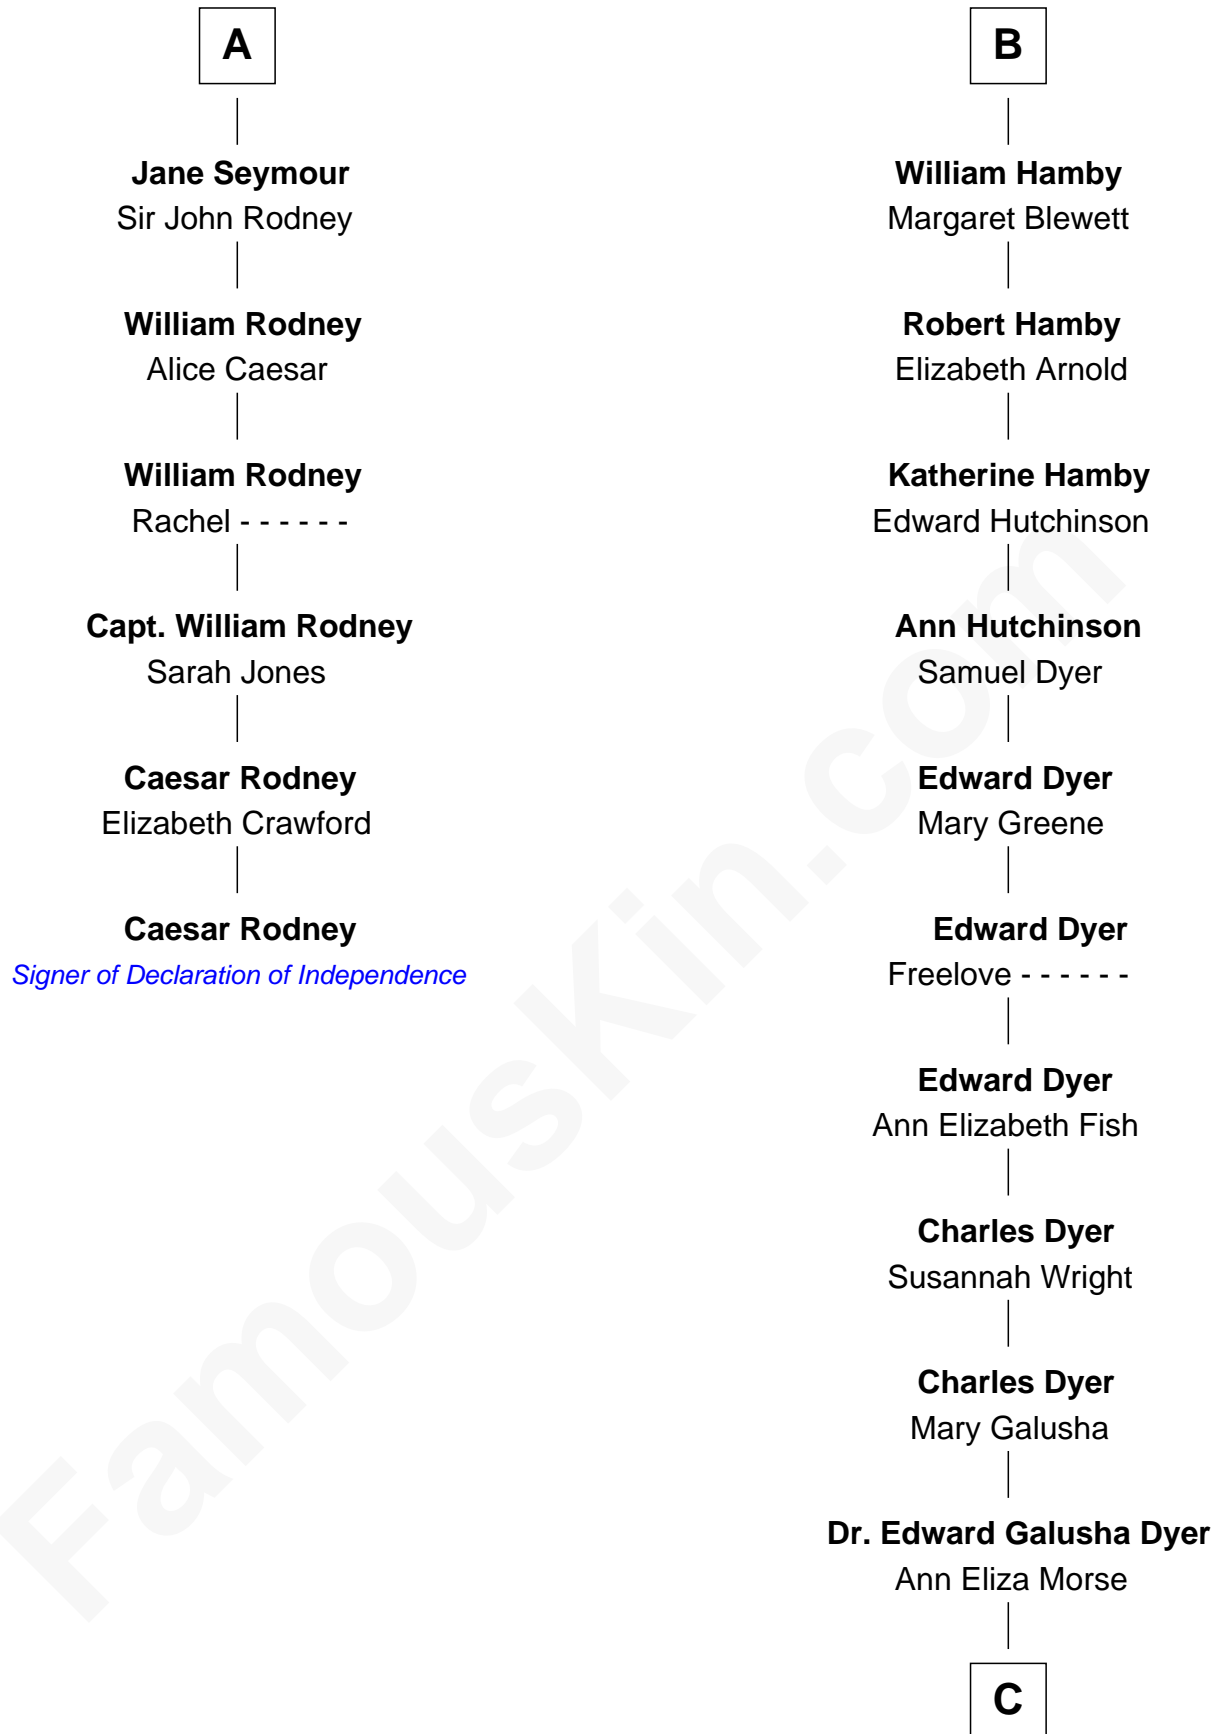 A
Jane Seymour
Sir John Rodney
William Rodney
Alice Caesar
William Rodney
Rachel - - - - - -
Capt. William Rodney
Sarah Jones
Caesar Rodney
Elizabeth Crawford
Caesar Rodney
Signer of Declaration of Independence
B
William Hamby
Margaret Blewett
Robert Hamby
Elizabeth Arnold
Katherine Hamby
Edward Hutchinson
Ann Hutchinson
Samuel Dyer
Edward Dyer
Mary Greene
Edward Dyer
Freelove - - - - - -
Edward Dyer
Ann Elizabeth Fish
Charles Dyer
Susannah Wright
Charles Dyer
Mary Galusha
Dr. Edward Galusha Dyer
Ann Eliza Morse
C
FamousKin.com